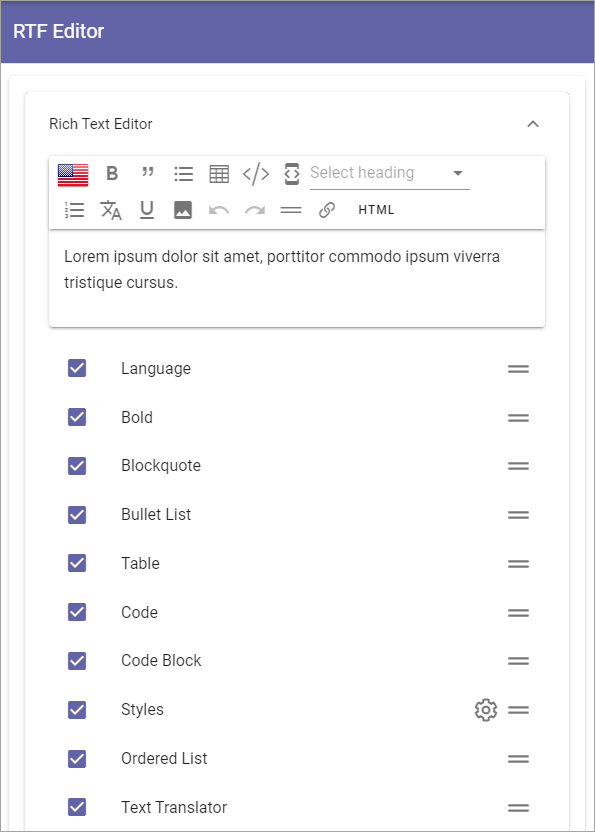 RTF Editor
Rich Text Editor
Select heading
HTML
Lorem ipsum dolor sit amet, porttitor commodo ipsum viverra
tristique cursus.
Language
Bold
Blockquote
Bullet List
Table
Code
Code Block
Styles
Ordered List
Text Translator